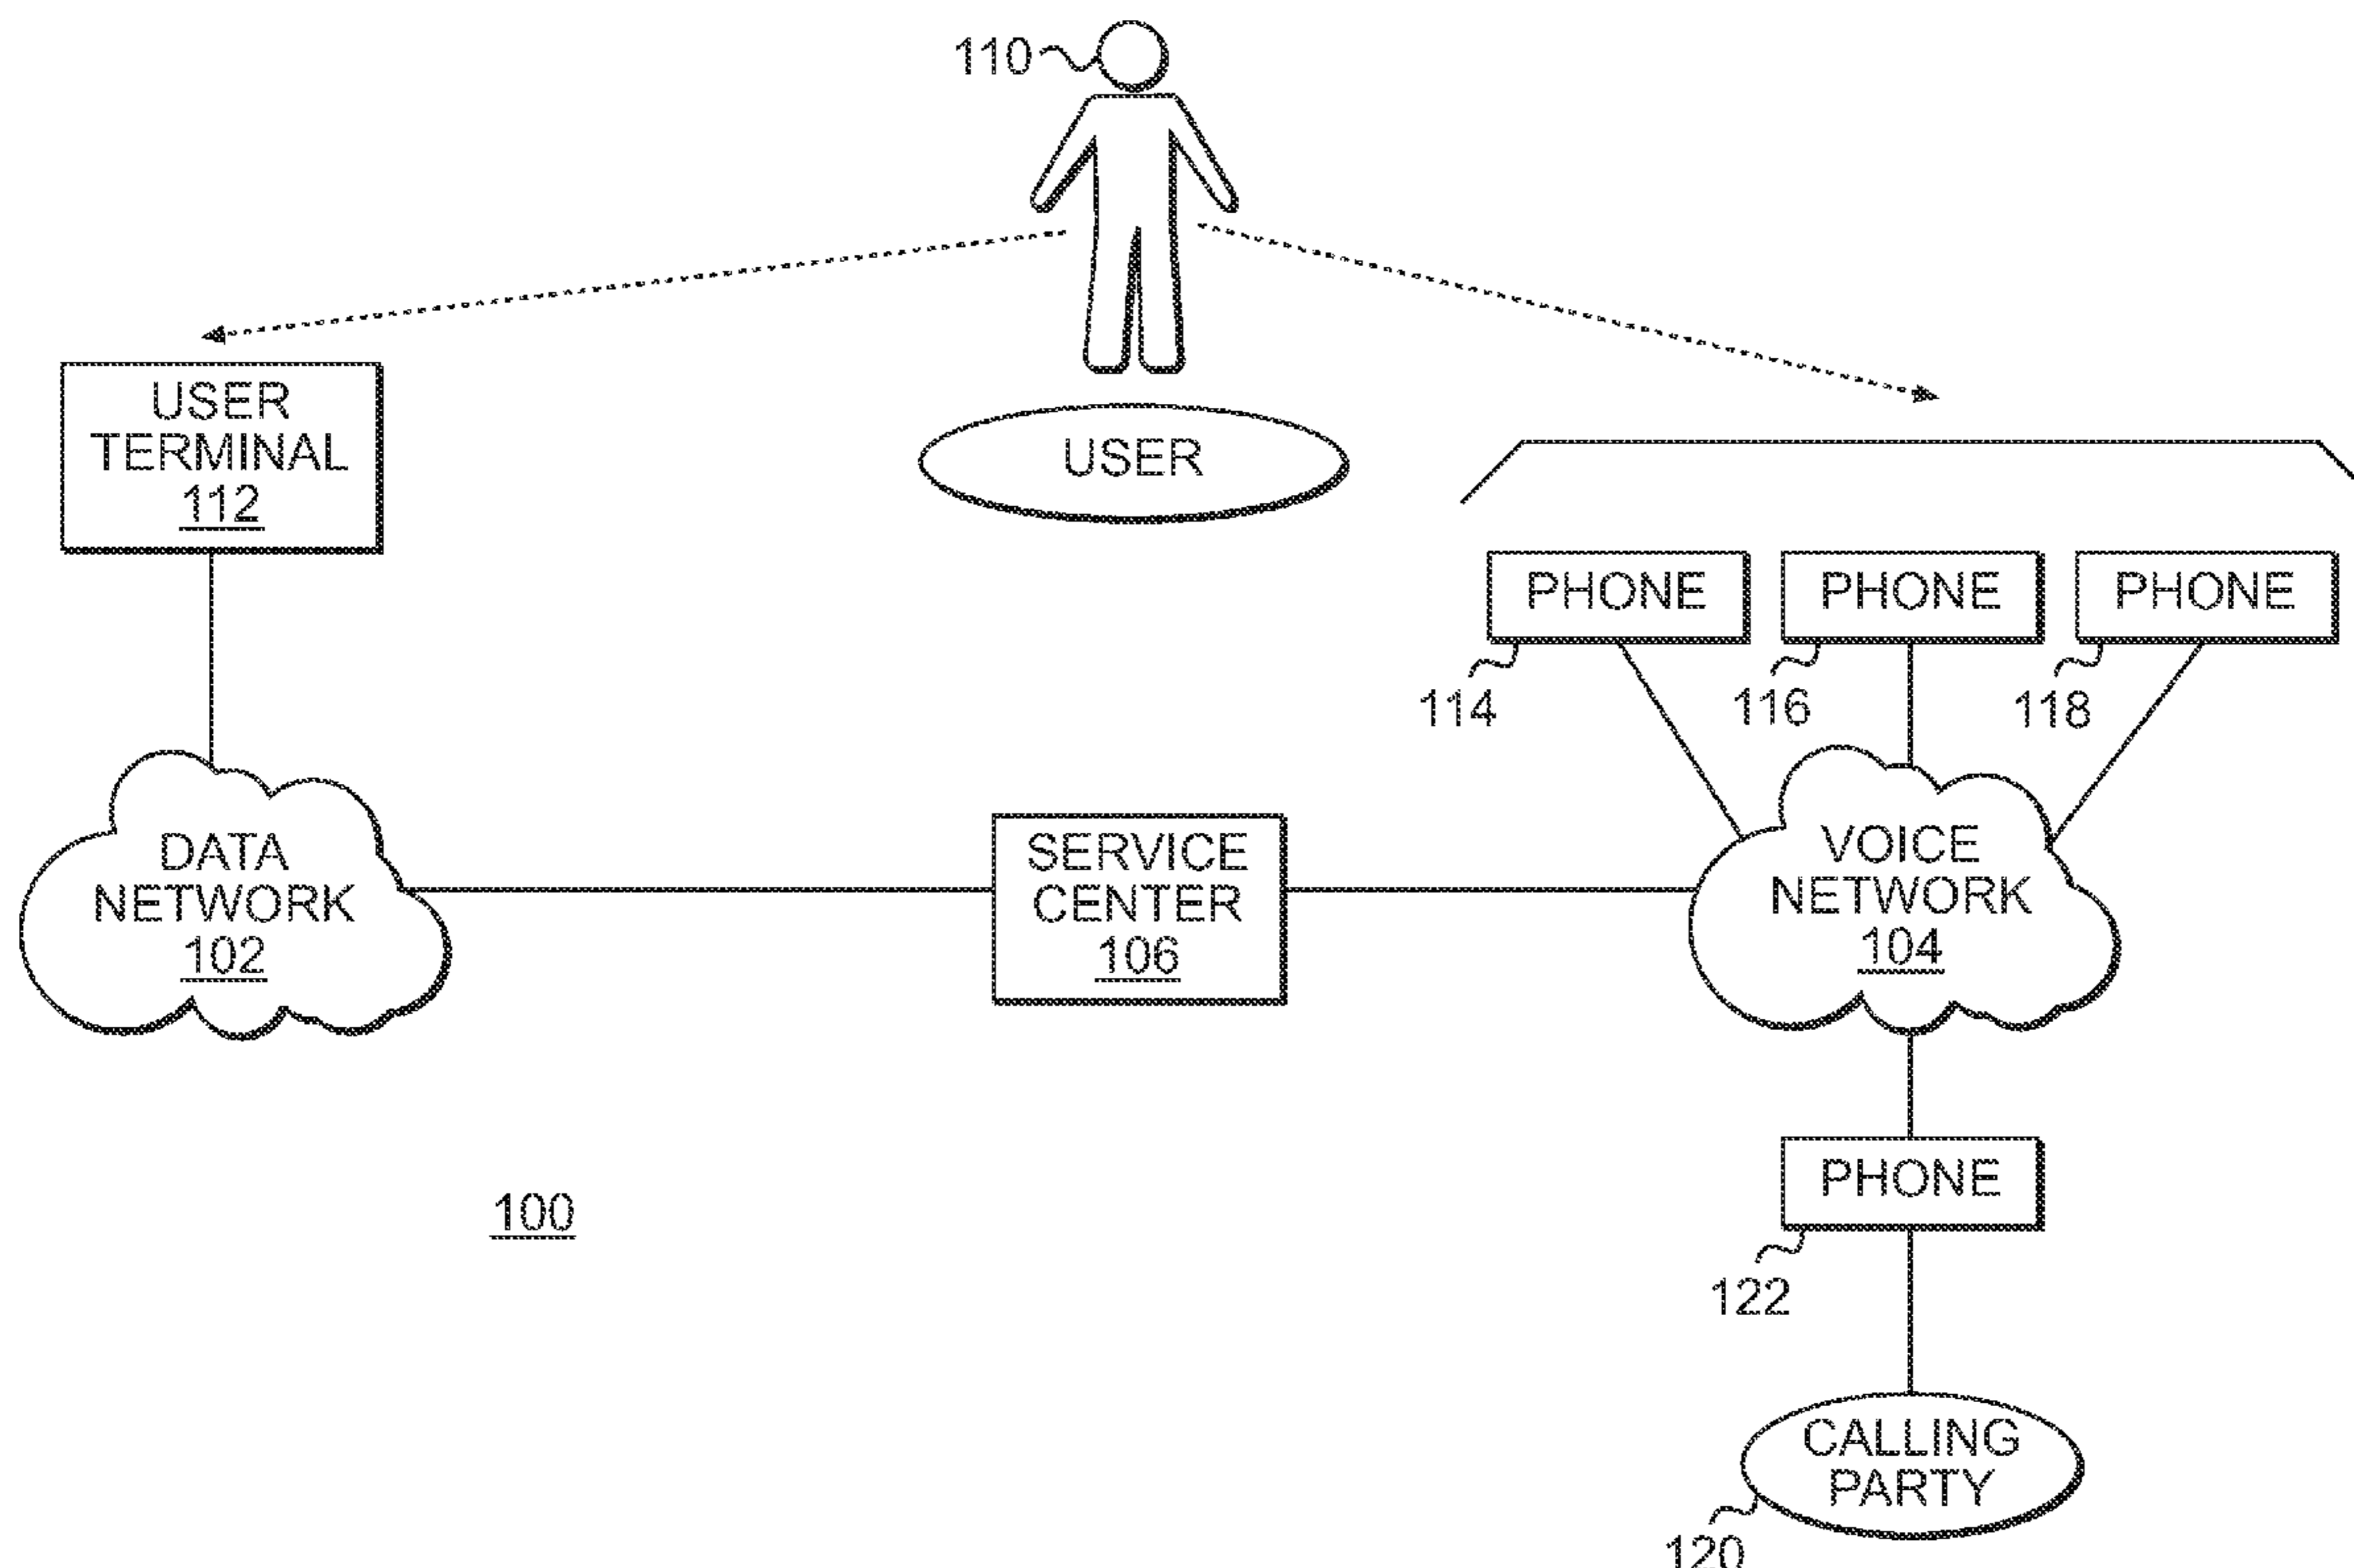 110
USER
TERMINAL
112
USER
PHONE
PHONE
PHONE
114
116
118
DATA
NETWORK
102
SERVICE
CENTER
106
VOICE
NETWORK
104
100
PHONE
122
CALLING
PARTY
120